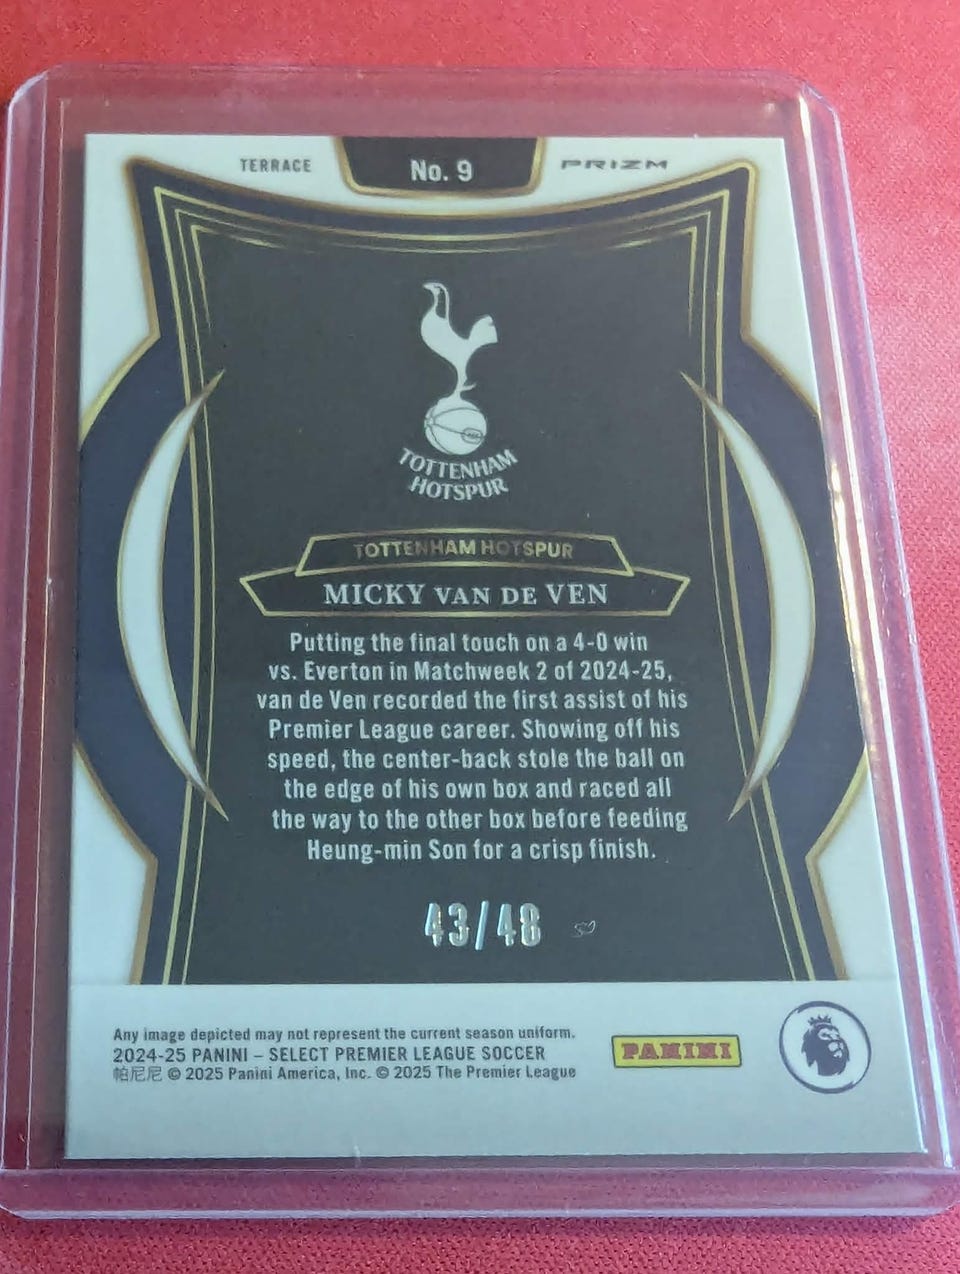 TERRACE
No. 9
PRIZM
TOTTENHAM
HOTSPUR
TOTTENHAM HOTSPUR
MICKY VAN DE VEN
Putting the final touch on a 4-0 win
vs. Everton in Matchweek 2 of 2024-25,
van de Ven recorded the first assist of his
Premier League career. Showing off his
speed, the center-back stole the ball on
the edge of his own box and raced all
the way to the other box before feeding
Heung-min Son for a crisp finish.
43/48
Any image depicted may not represent the current season uniform.
2024-25 PANINI – SELECT PREMIER LEAGUE SOCCER
帕尼尼 © 2025 Panini America, Inc. © 2025 The Premier League
PANINI